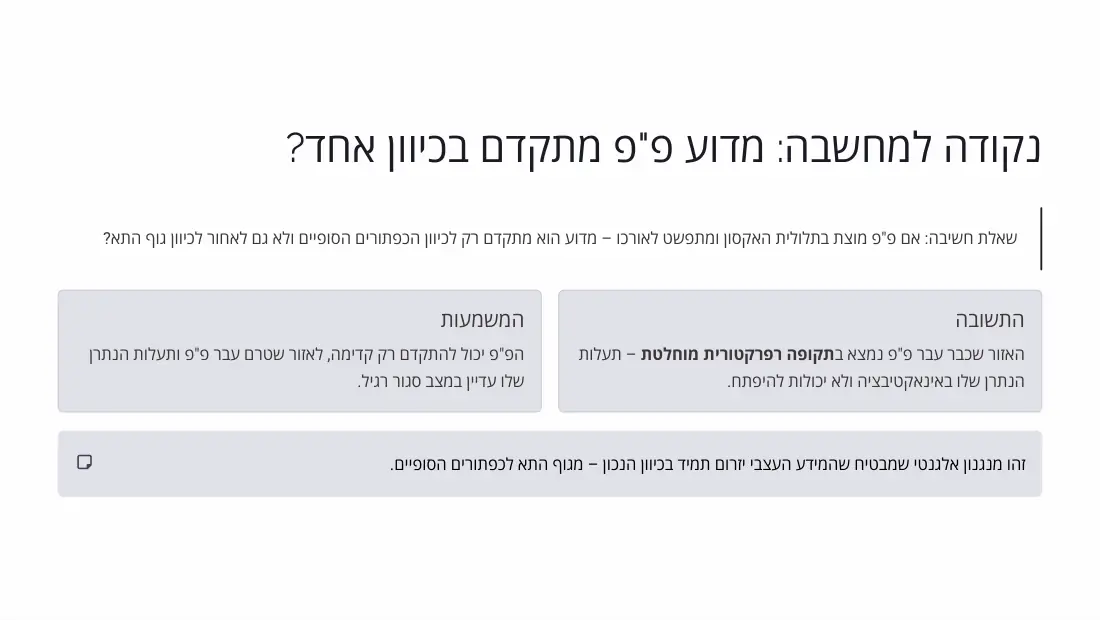 נקודה למחשבה: מדוע פ"פ מתקדם בכיוון אחד?
שאלת חשיבה: אם פ"פ מוצת בתלולית האקסון ומתפשט לאורכו – מדוע הוא מתקדם רק לכיוון הכפתורים הסופיים ולא גם לאחור לכיוון גוף התא?
התשובה
האזור שכבר עבר פ"פ נמצא בתקופה רפרקטורית מוחלטת – תעלות
הנתרן שלו באינאקטיבציה ולא יכולות להיפתח.
המשמעות
הפ"פ יכול להתקדם רק קדימה, לאזור שטרם עבר פ"פ ותעלות הנתרן
שלו עדיין במצב סגור רגיל.
זהו מנגנון אלגנטי שמבטיח שהמידע העצבי יזרום תמיד בכיוון הנכון – מגוף התא לכפתורים הסופיים.